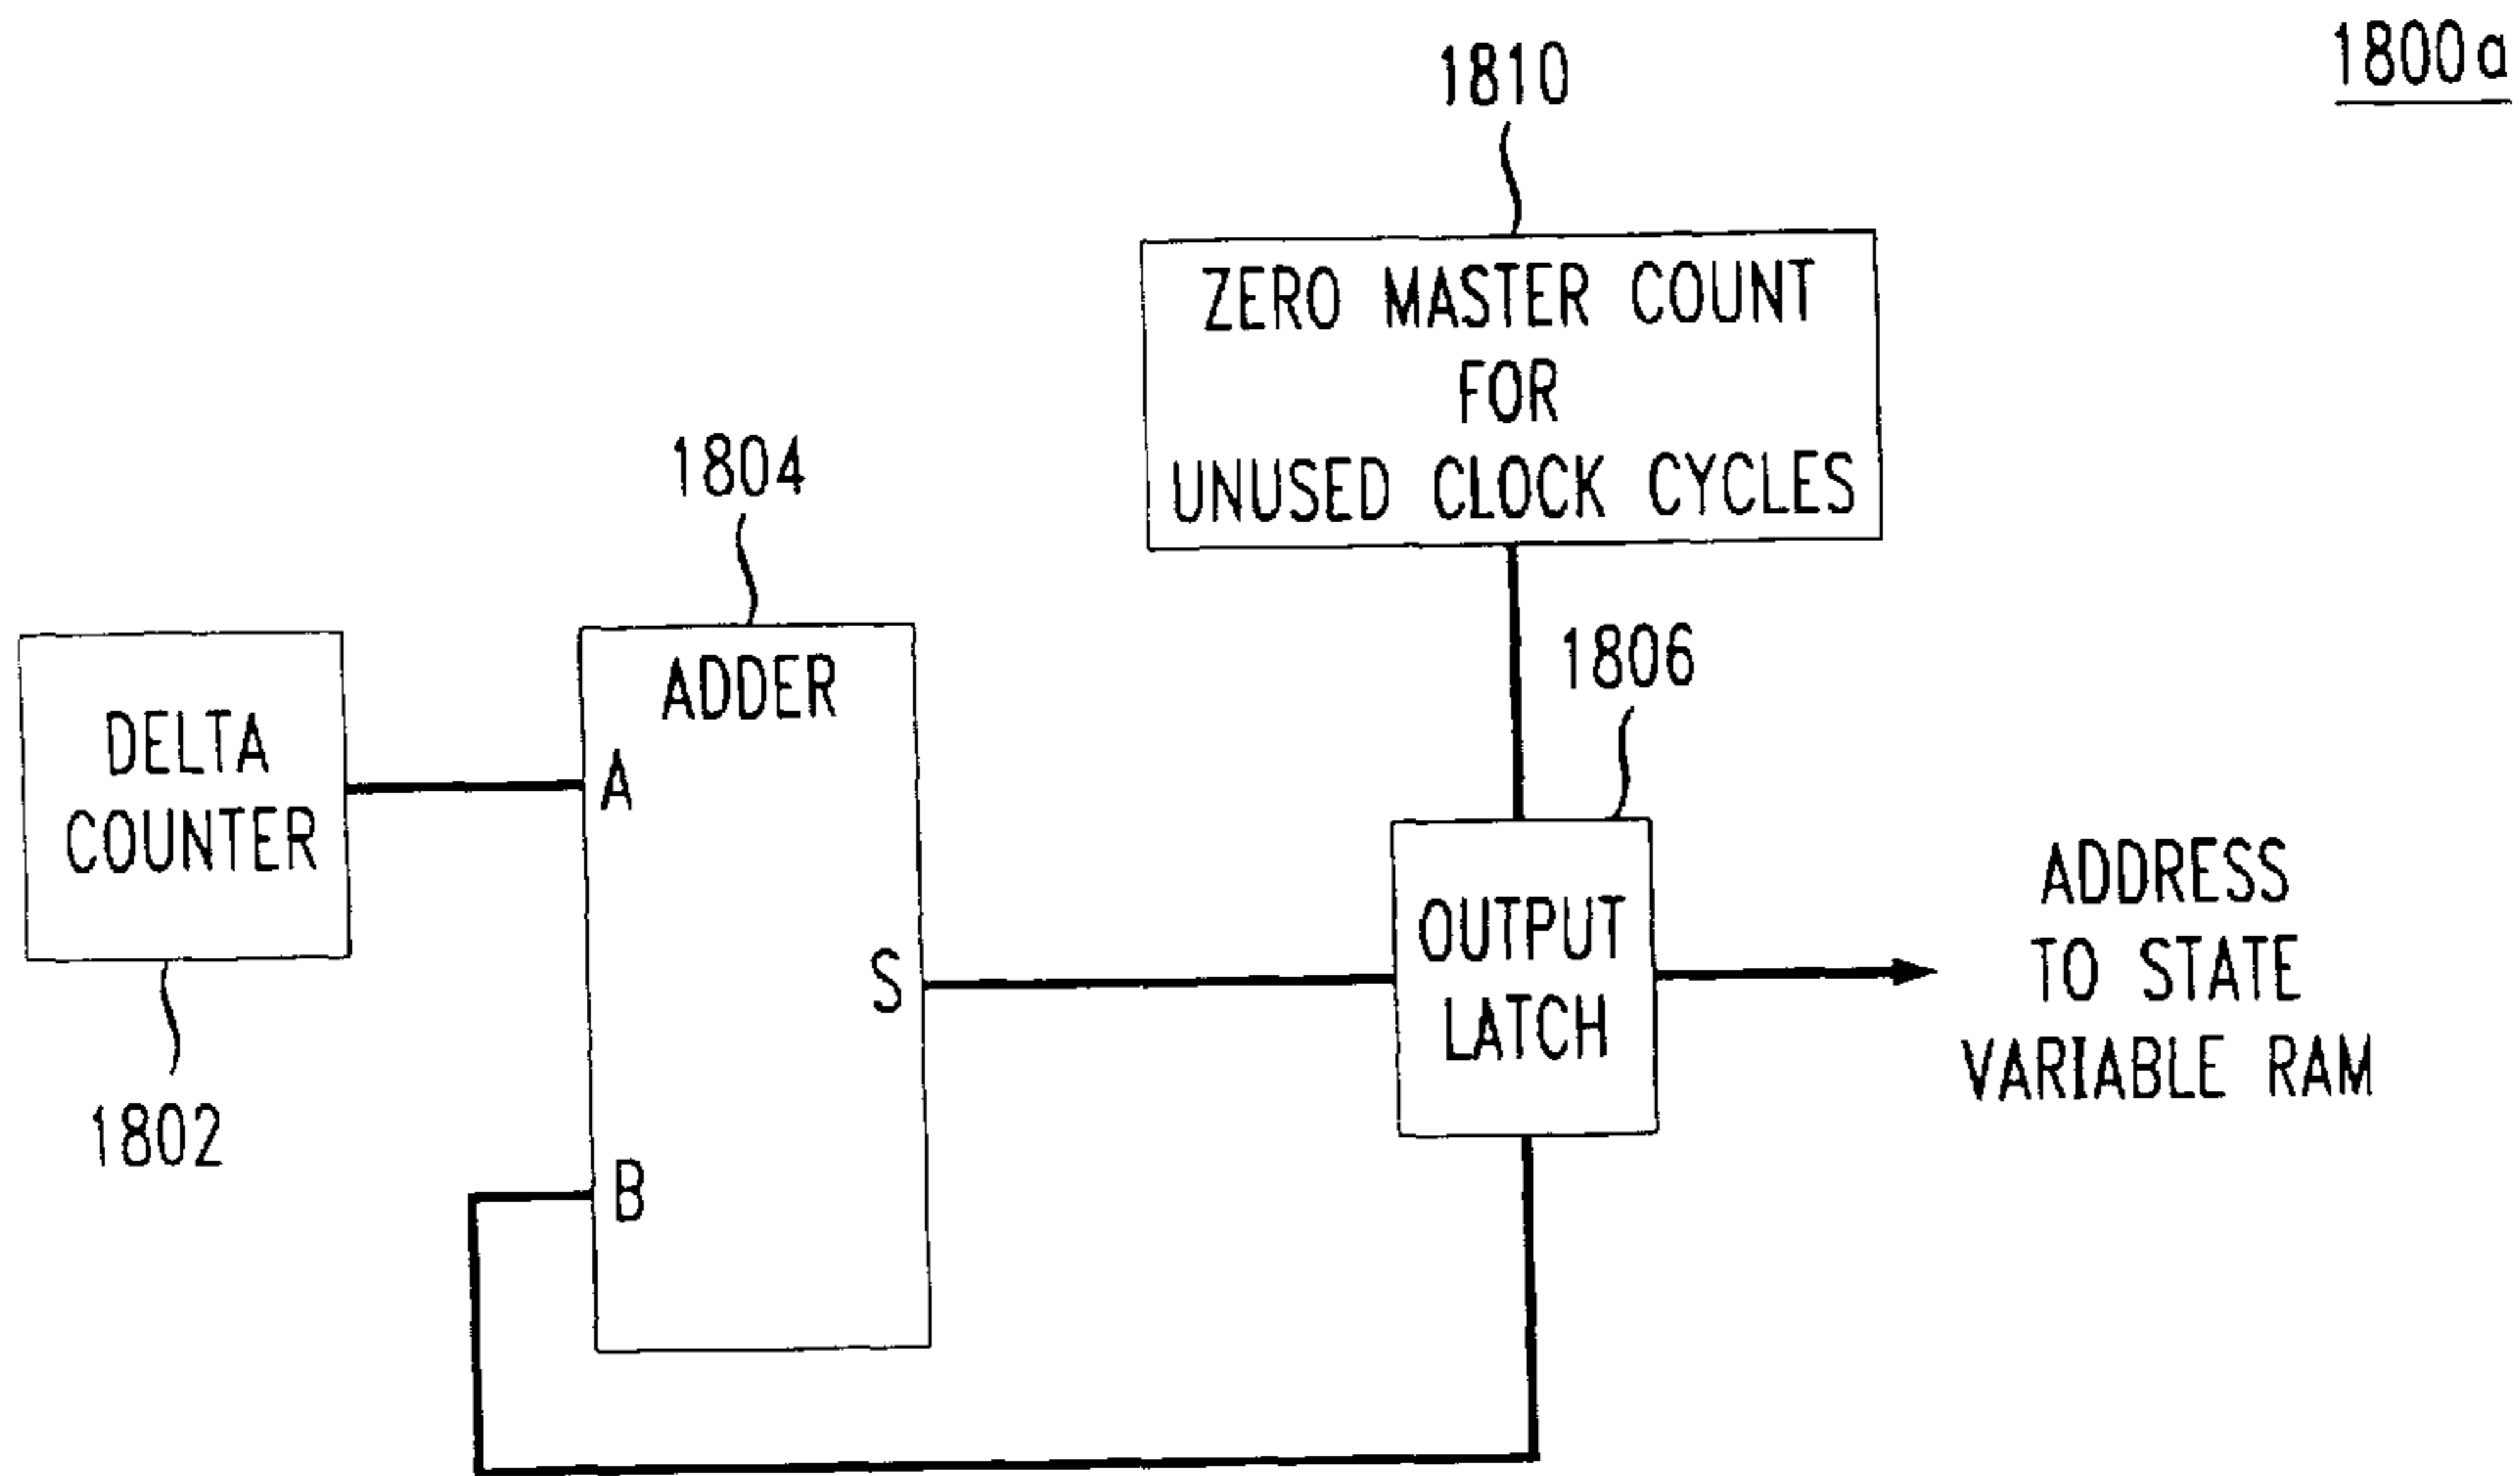 1800a
1810
ZERO MASTER COUNT
FOR
UNUSED CLOCK CYCLES
1804
1806
ADDER
DELTA
COUNTER
A
S
B
OUTPUT
LATCH
ADDRESS
TO STATE
VARIABLE RAM
1802